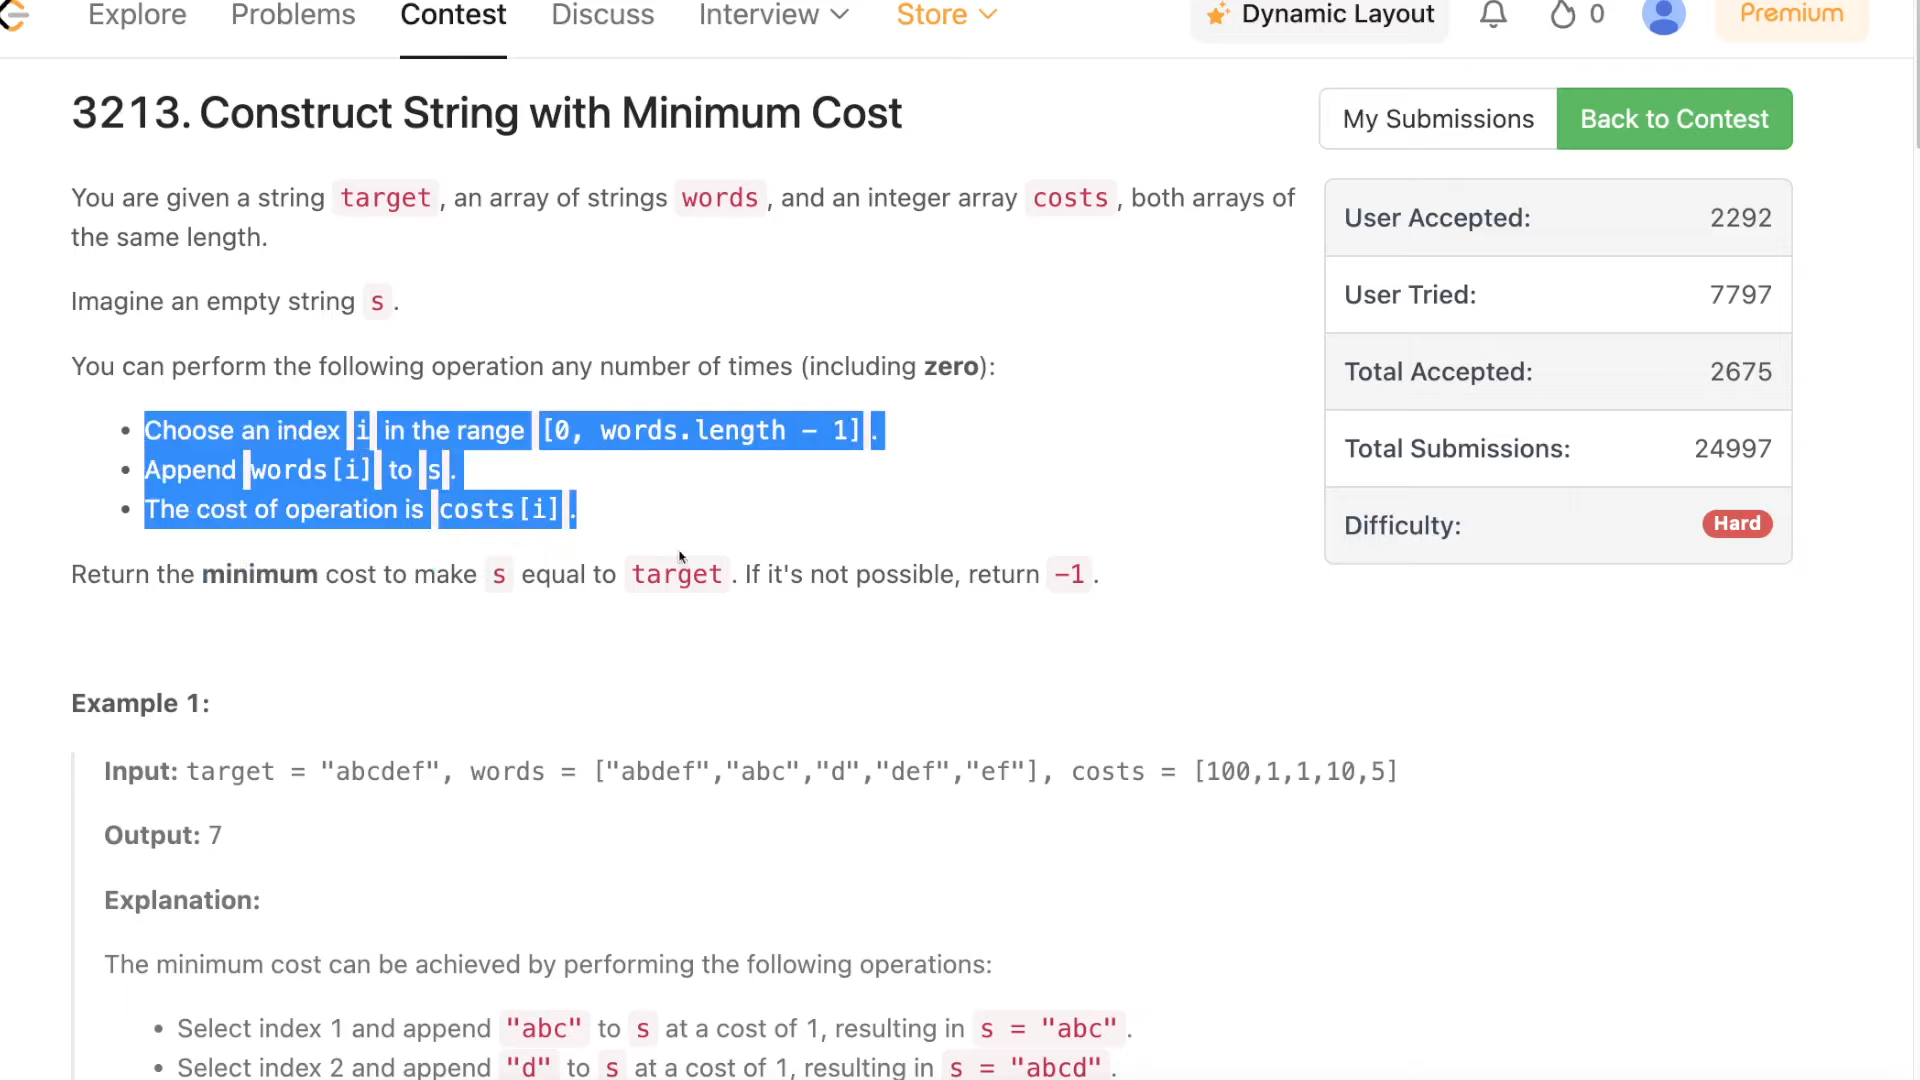 Explore Problems Contest Discuss Interview Store Dynamic Layout 0 Premium
3213. Construct String with Minimum Cost
My Submissions Back to Contest
You are given a string target, an array of strings words, and an integer array costs, both arrays of
the same length.
Imagine an empty string s.
You can perform the following operation any number of times (including zero):
• Choose an index i in the range [0, words.length - 1].
• Append words[i] to s.
• The cost of operation is costs[i].
Return the minimum cost to make s equal to target. If it's not possible, return -1.
User Accepted: 2292
User Tried: 7797
Total Accepted: 2675
Total Submissions: 24997
Difficulty: Hard
Example 1:
Input: target = "abcdef", words = ["abdef","abc","d","def","ef"], costs = [100,1,1,10,5]
Output: 7
Explanation:
The minimum cost can be achieved by performing the following operations:
• Select index 1 and append "abc" to s at a cost of 1, resulting in s = "abc".
• Select index 2 and append "d" to s at a cost of 1, resulting in s = "abcd".